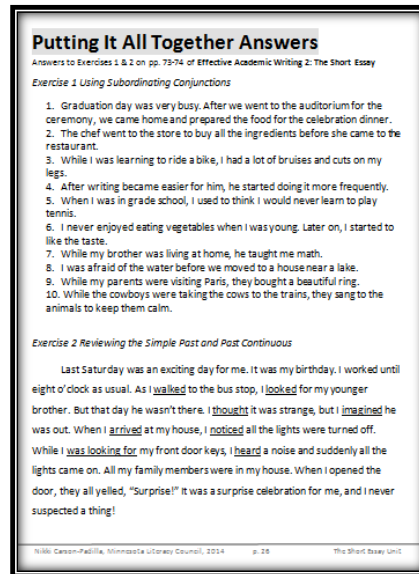 Putting It All Together Answers
Answers to Exercises 1 & 2 on pp. 73-74 of Effective Academic Writing 2: The Short Essay
Exercise 1 Using Subordinating Conjunctions
1. Graduation day was very busy. After we went to the auditorium for the
ceremony, we came home and prepared the food for the celebration dinner.
2. The chef went to the store to buy all the ingredients before she came to the
restaurant.
3. While I was learning to ride a bike, I had a lot of bruises and cuts on my
legs.
4. After writing became easier for him, he started doing it more frequently.
5. When I was in grade school, I used to think I would never learn to play
tennis.
6. I never enjoyed eating vegetables when I was young. Later on, I started to
like the taste.
7. While my brother was living at home, he taught me math.
8. I was afraid of the water before we moved to a house near a lake.
9. While my parents were visiting Paris, they bought a beautiful ring.
10. While the cowboys were taking the cows to the trains, they sang to the
animals to keep them calm.
Exercise 2 Reviewing the Simple Past and Past Continuous
Last Saturday was an exciting day for me. It was my birthday. I worked until
eight o'clock as usual. As I walked to the bus stop, I looked for my younger
brother. But that day he wasn't there. I thought it was strange, but I imagined he
was out. When I arrived at my house, I noticed all the lights were turned off.
While I was looking for my front door keys, I heard a noise and suddenly all the
lights came on. All my family members were in my house. When I opened the
door, they all yelled, "Surprise!" It was a surprise celebration for me, and I never
suspected a thing!
Nikki Carson-Padilla, Minnesota Literacy Council, 2014 p. 26 The Short Essay Unit